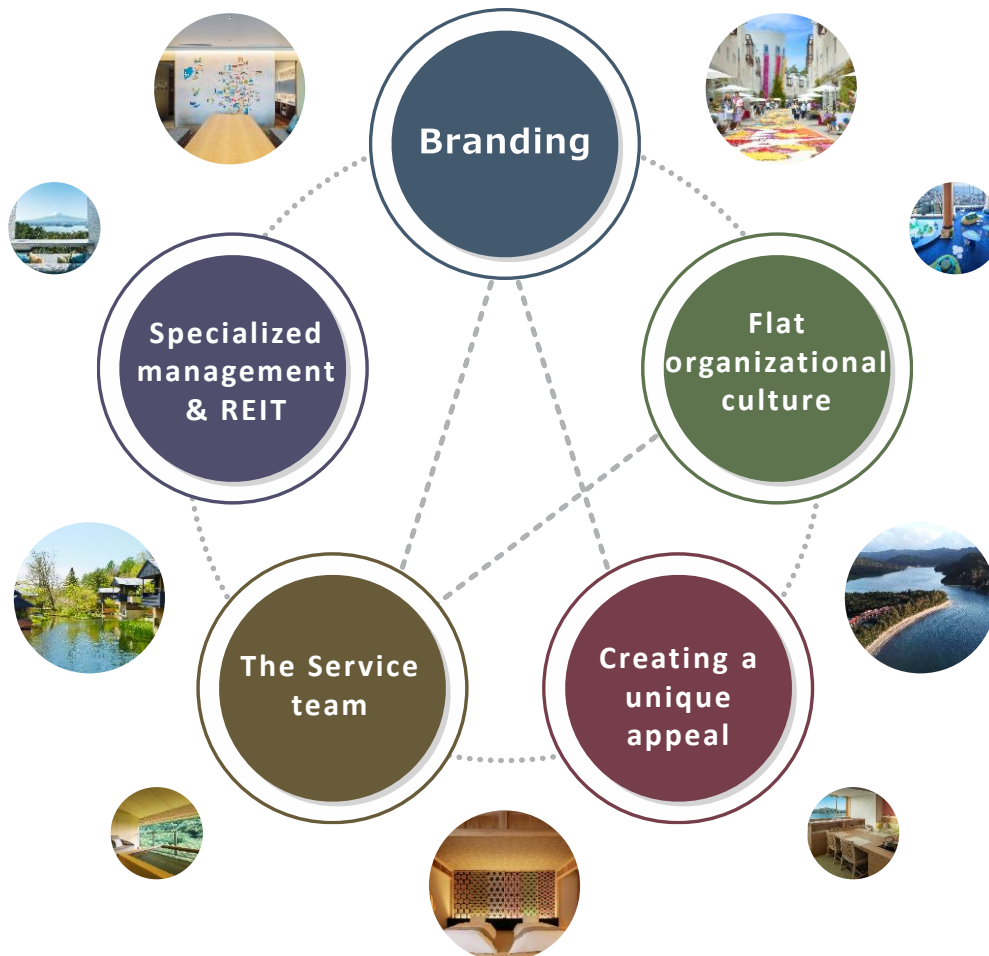 Branding
Specialized
management
& REIT
Flat
organizational
culture
The Service
team
Creating a
unique
appeal